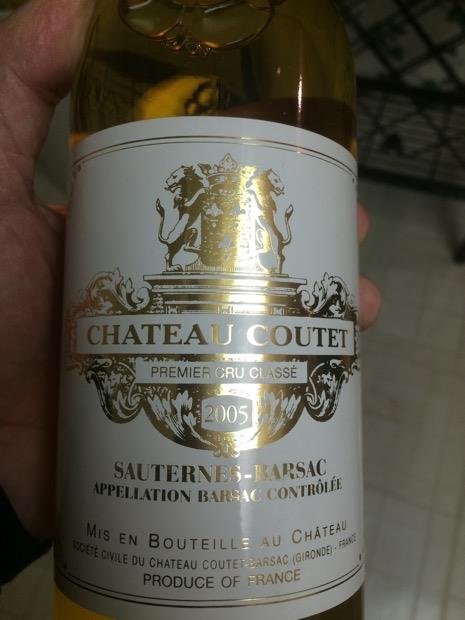 CHATEAU COUTET
PREMIER CRU CLASSÉ
2005
SAUTERNES-BARSAC
APPELLATION BARSAC CONTRÔLÉE
MIS EN BOUTEILLE AU CHÂTEAU
SOCIÉTÉ CIVILE DU CHATEAU COUTET-BARSAC (GIRONDE) - FRANCE
PRODUCE OF FRANCE